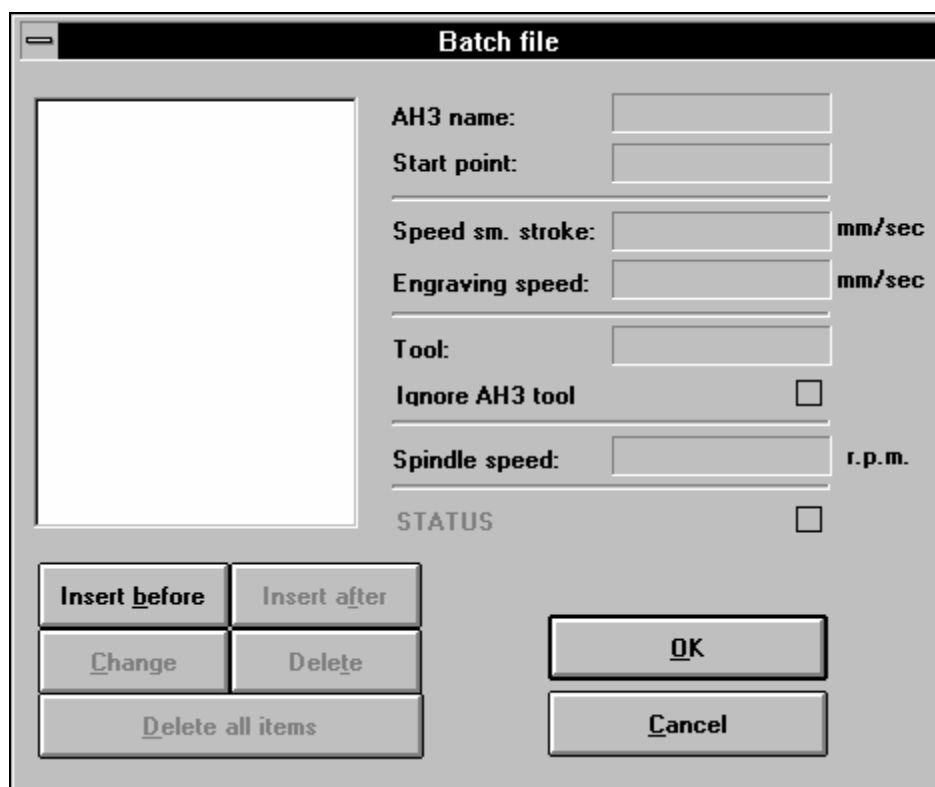 Batch file
AH3 name:
Start point:
Speed sm. stroke: mm/sec
Engraving speed: mm/sec
Tool:
Ignore AH3 tool
Spindle speed: r.p.m.
STATUS
Insert before Insert after
Change Delete
Delete all items
OK
Cancel